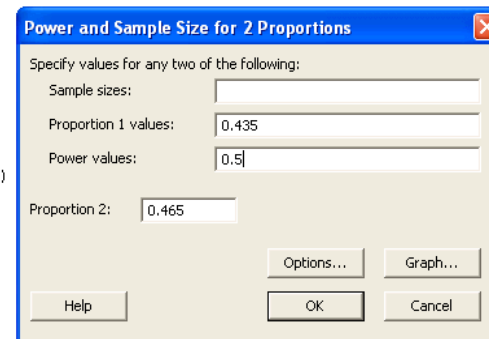 Power and Sample Size for 2 Proportions
Specify values for any two of the following:
Sample sizes:
Proportion 1 values: 0.435
Power values: 0.5
)
Proportion 2: 0.465
Options... Graph...
Help OK Cancel